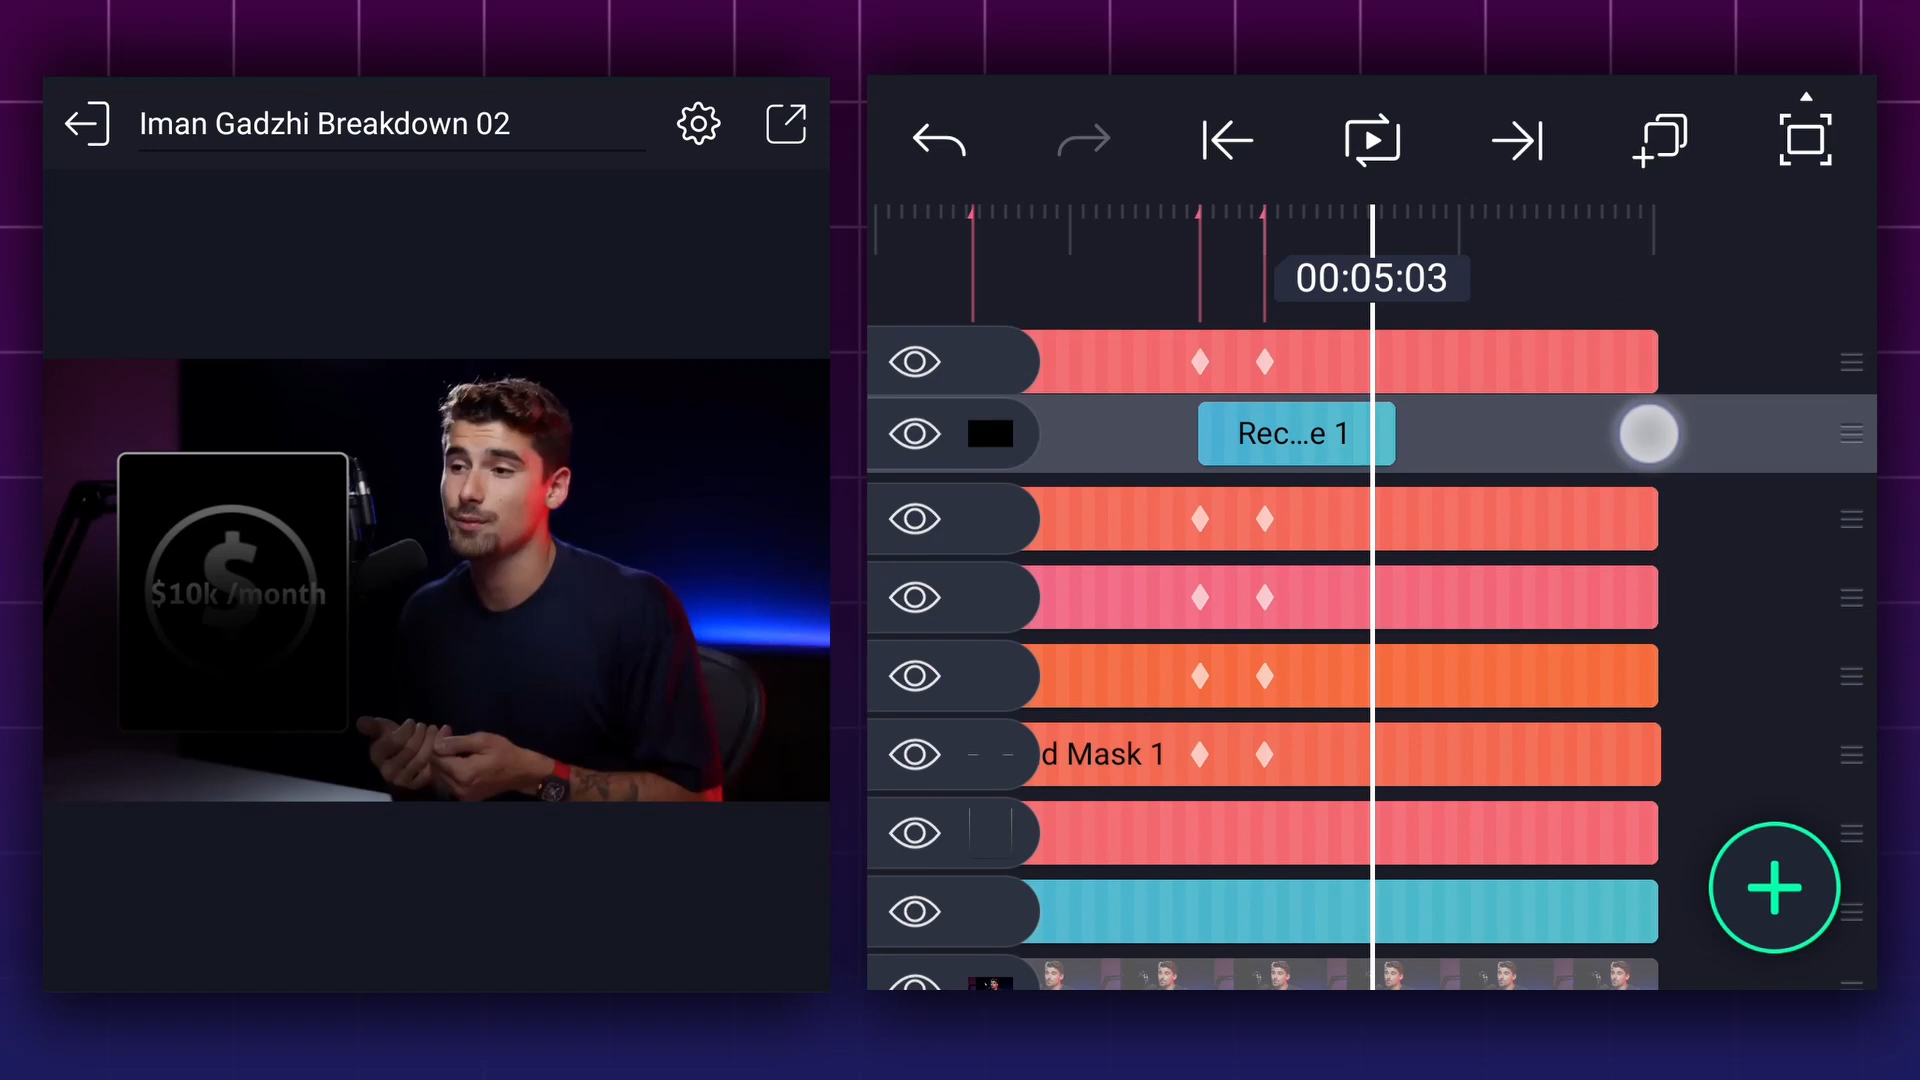 Iman Gadzhi Breakdown 02
00:05:03
Rec...e 1
$
$10k /month
d Mask 1